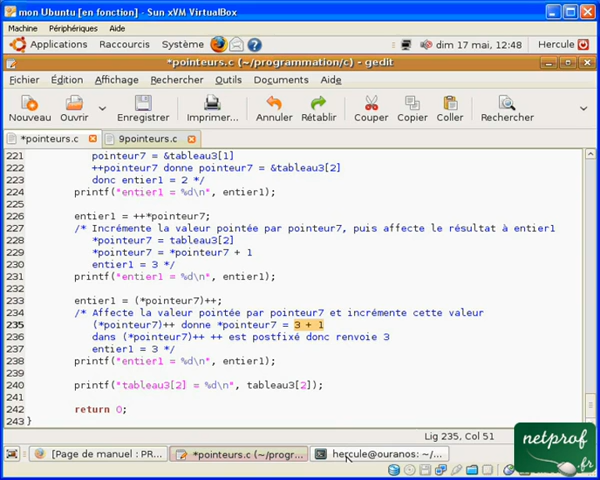 mon Ubuntu [en fonction] - Sun xVM VirtualBox
Machine Périphériques Aide
Applications Raccourcis Système dim 17 mai, 12:48 Hercule
*pointeurs.c (~/programmation/c) - gedit
Fichier Édition Affichage Rechercher Outils Documents Aide
Nouveau Ouvrir Enregistrer Imprimer... Annuler Rétablir Couper Copier Coller Rechercher
*pointeurs.c 9pointeurs.c
221 pointeur7 = &tableau3[1]
222 ++pointeur7 donne pointeur7 = &tableau3[2]
223 donc entier1 = 2 */
224 printf("entier1 = %d\n", entier1);
225
226 entier1 = ++*pointeur7;
227 /* Incrémente la valeur pointée par pointeur7, puis affecte le résultat à entier1
228 *pointeur7 = tableau3[2]
229 *pointeur7 = *pointeur7 + 1
230 entier1 = 3 */
231 printf("entier1 = %d\n", entier1);
232
233 entier1 = (*pointeur7)++;
234 /* Affecte la valeur pointée par pointeur7 et incrémente cette valeur
235 (*pointeur7)++ donne *pointeur7 = 3 + 1
236 dans (*pointeur7)++ ++ est postfixé donc renvoie 3
237 entier1 = 3 */
238 printf("entier1 = %d\n", entier1);
239
240 printf("tableau3[2] = %d\n", tableau3[2]);
241
242 return 0;
243 }
Lig 235, Col 51
[Page de manuel : PR... *pointeurs.c (~/progr... hercule@ouranos: ~/...
netprof
.fr